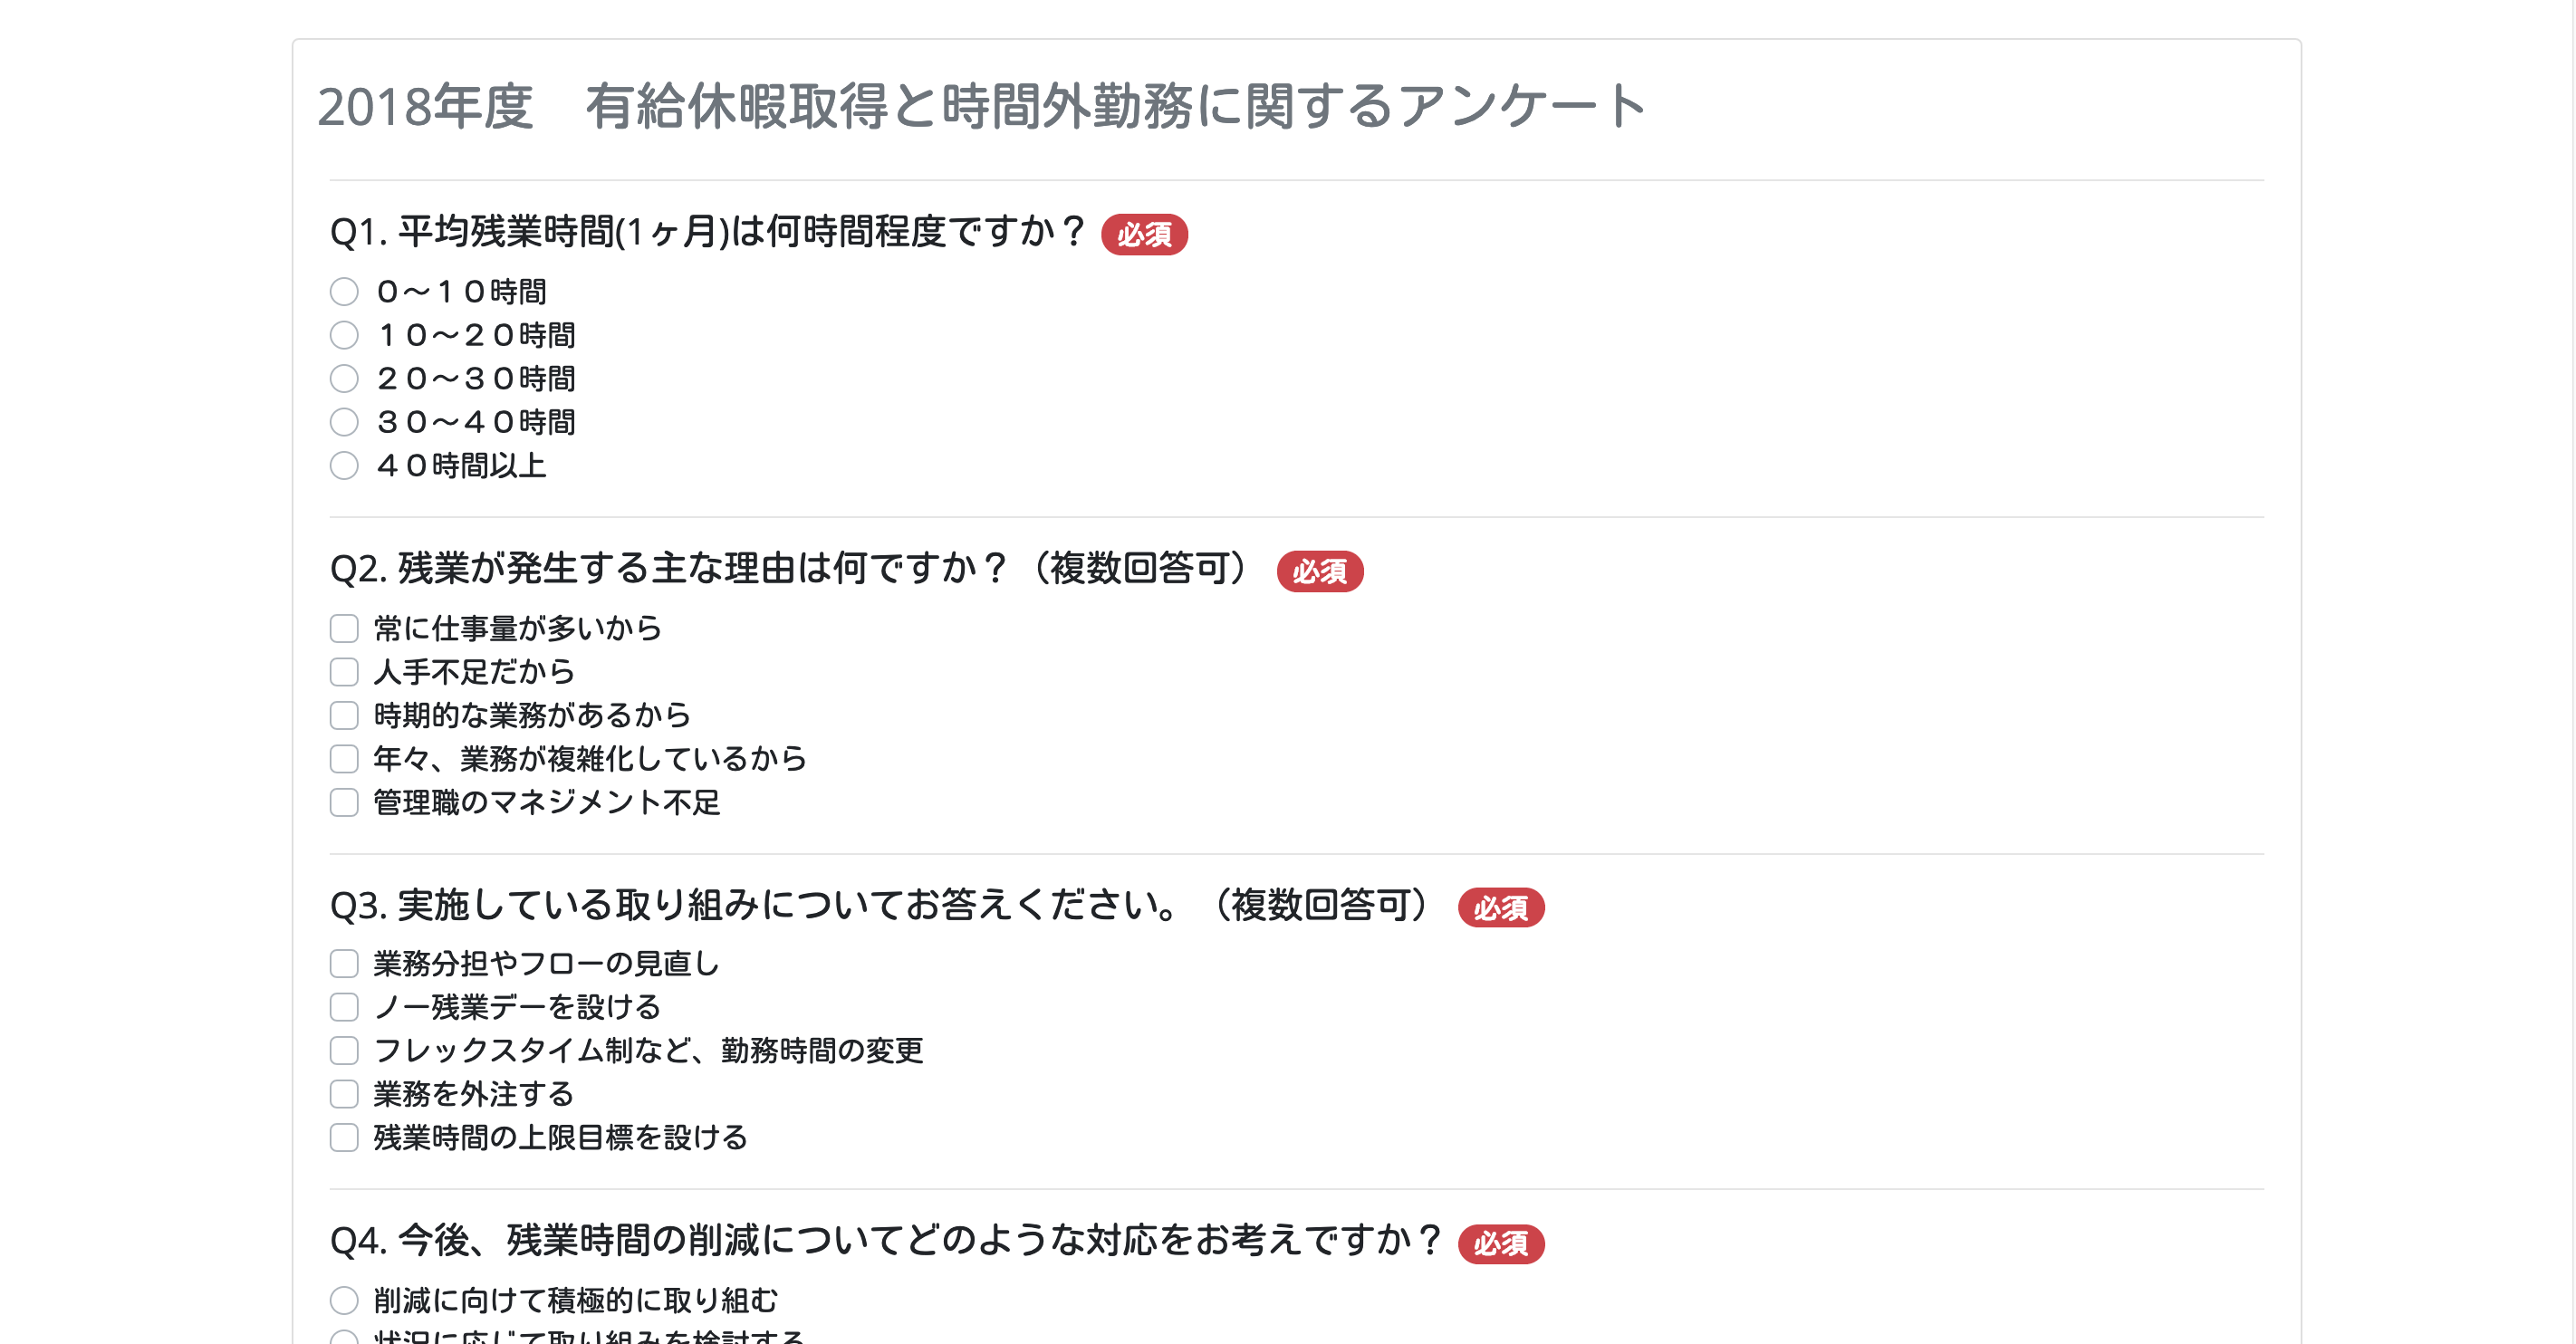 2018年度　有給休暇取得と時間外勤務に関するアンケート
Q1. 平均残業時間(1ヶ月)は何時間程度ですか？ 必須
０～１０時間
１０～２０時間
２０～３０時間
３０～４０時間
４０時間以上
Q2. 残業が発生する主な理由は何ですか？（複数回答可） 必須
常に仕事量が多いから
人手不足だから
時期的な業務があるから
年々、業務が複雑化しているから
管理職のマネジメント不足
Q3. 実施している取り組みについてお答えください。（複数回答可） 必須
業務分担やフローの見直し
ノー残業デーを設ける
フレックスタイム制など、勤務時間の変更
業務を外注する
残業時間の上限目標を設ける
Q4. 今後、残業時間の削減についてどのような対応をお考えですか？ 必須
削減に向けて積極的に取り組む
状況に応じて取り組みを検討する